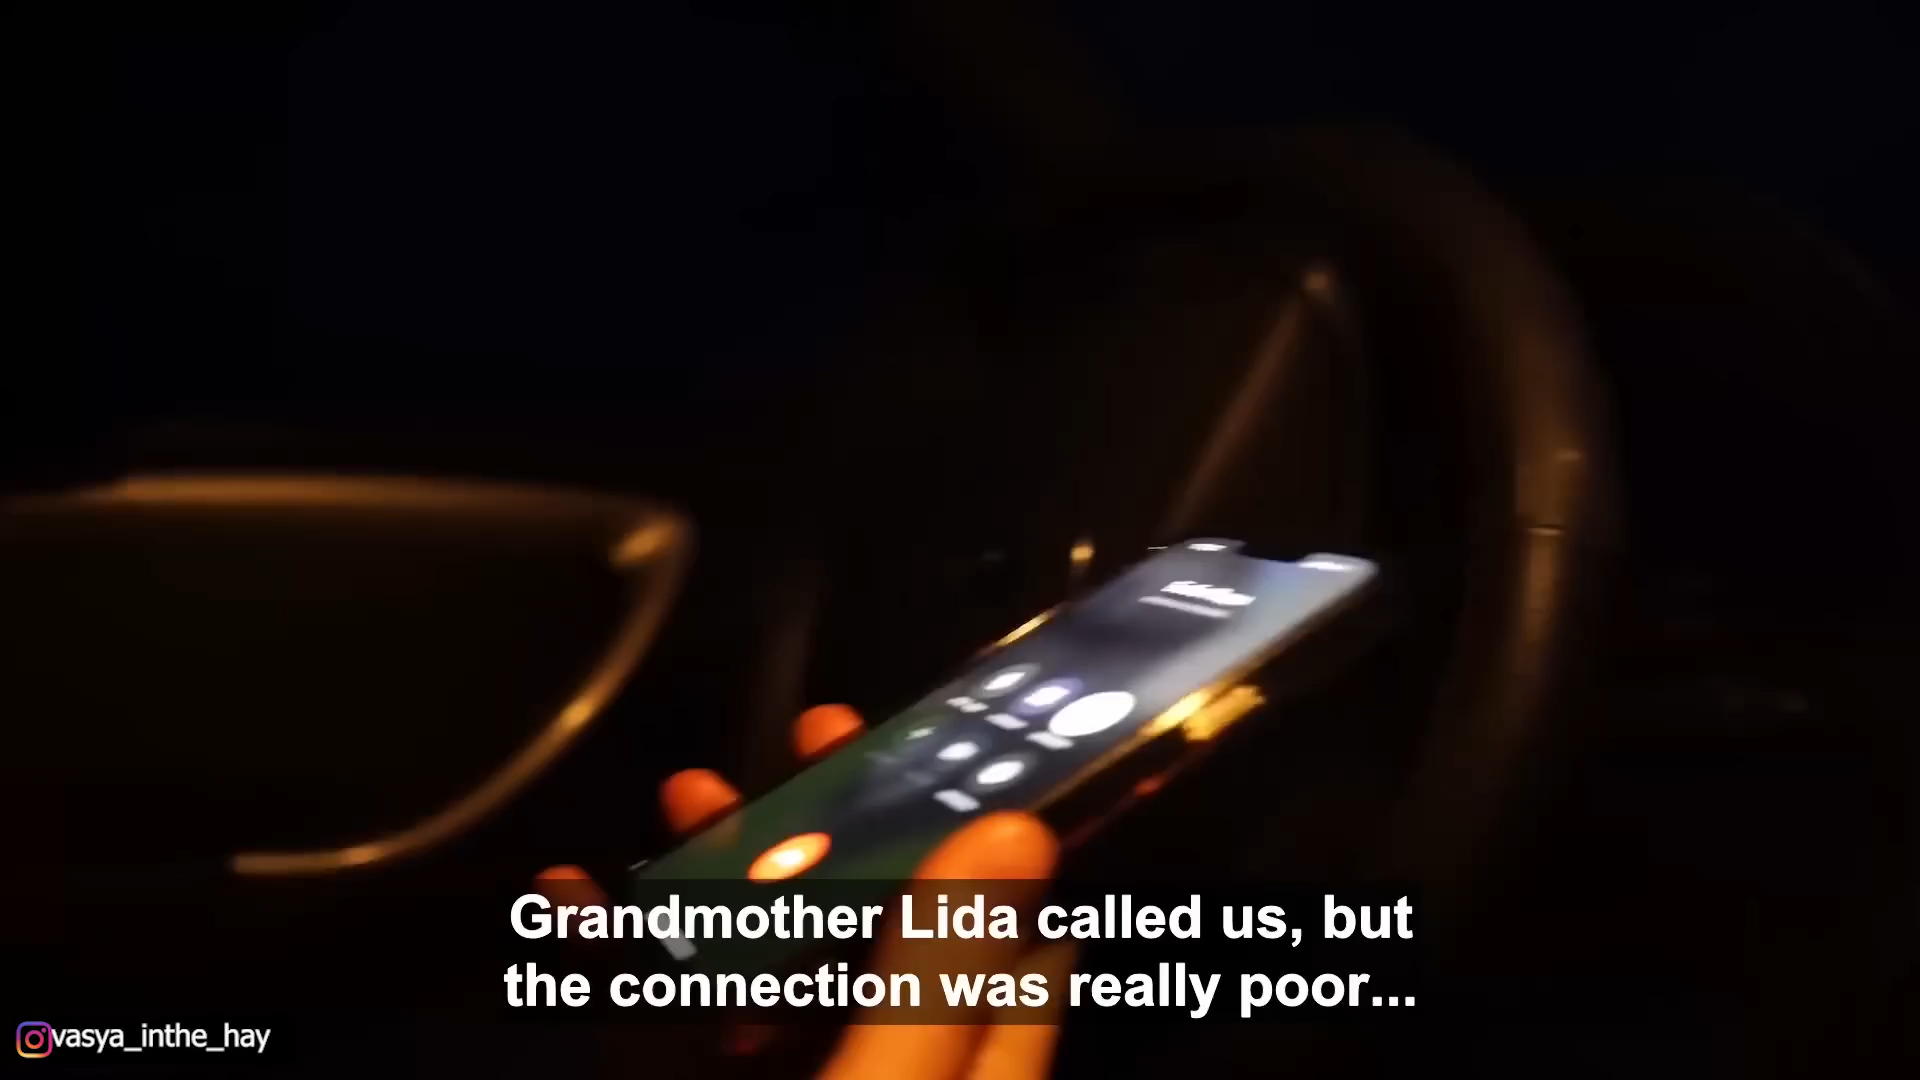 Grandmother Lida called us, but
the connection was really poor...
vasya_inthe_hay